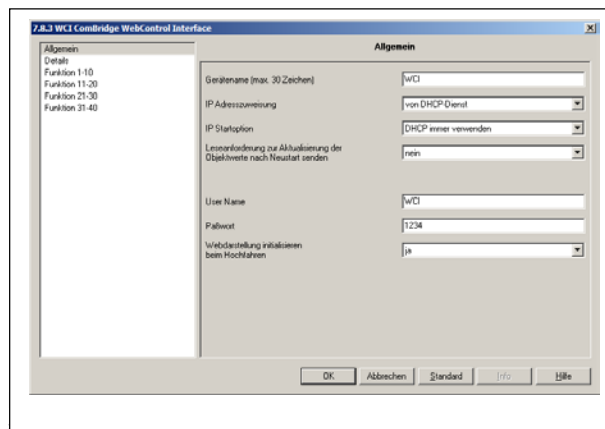 7.8.3 WCI ComBridge WebControl Interface
Allgemein
Details
Funktion 1-10
Funktion 11-20
Funktion 21-30
Funktion 31-40
Allgemein
Gerätename (max. 30 Zeichen)
WCI
IP Adresszuweisung
von DHCP-Dienst
IP Startoption
DHCP immer verwenden
Leseanforderung zur Aktualisierung der
Objektwerte nach Neustart senden
nein
User Name
WCI
Paßwort
1234
Webdarstellung initialisieren
beim Hochfahren
ja
OK
Abbrechen
Standard
Info
Hilfe